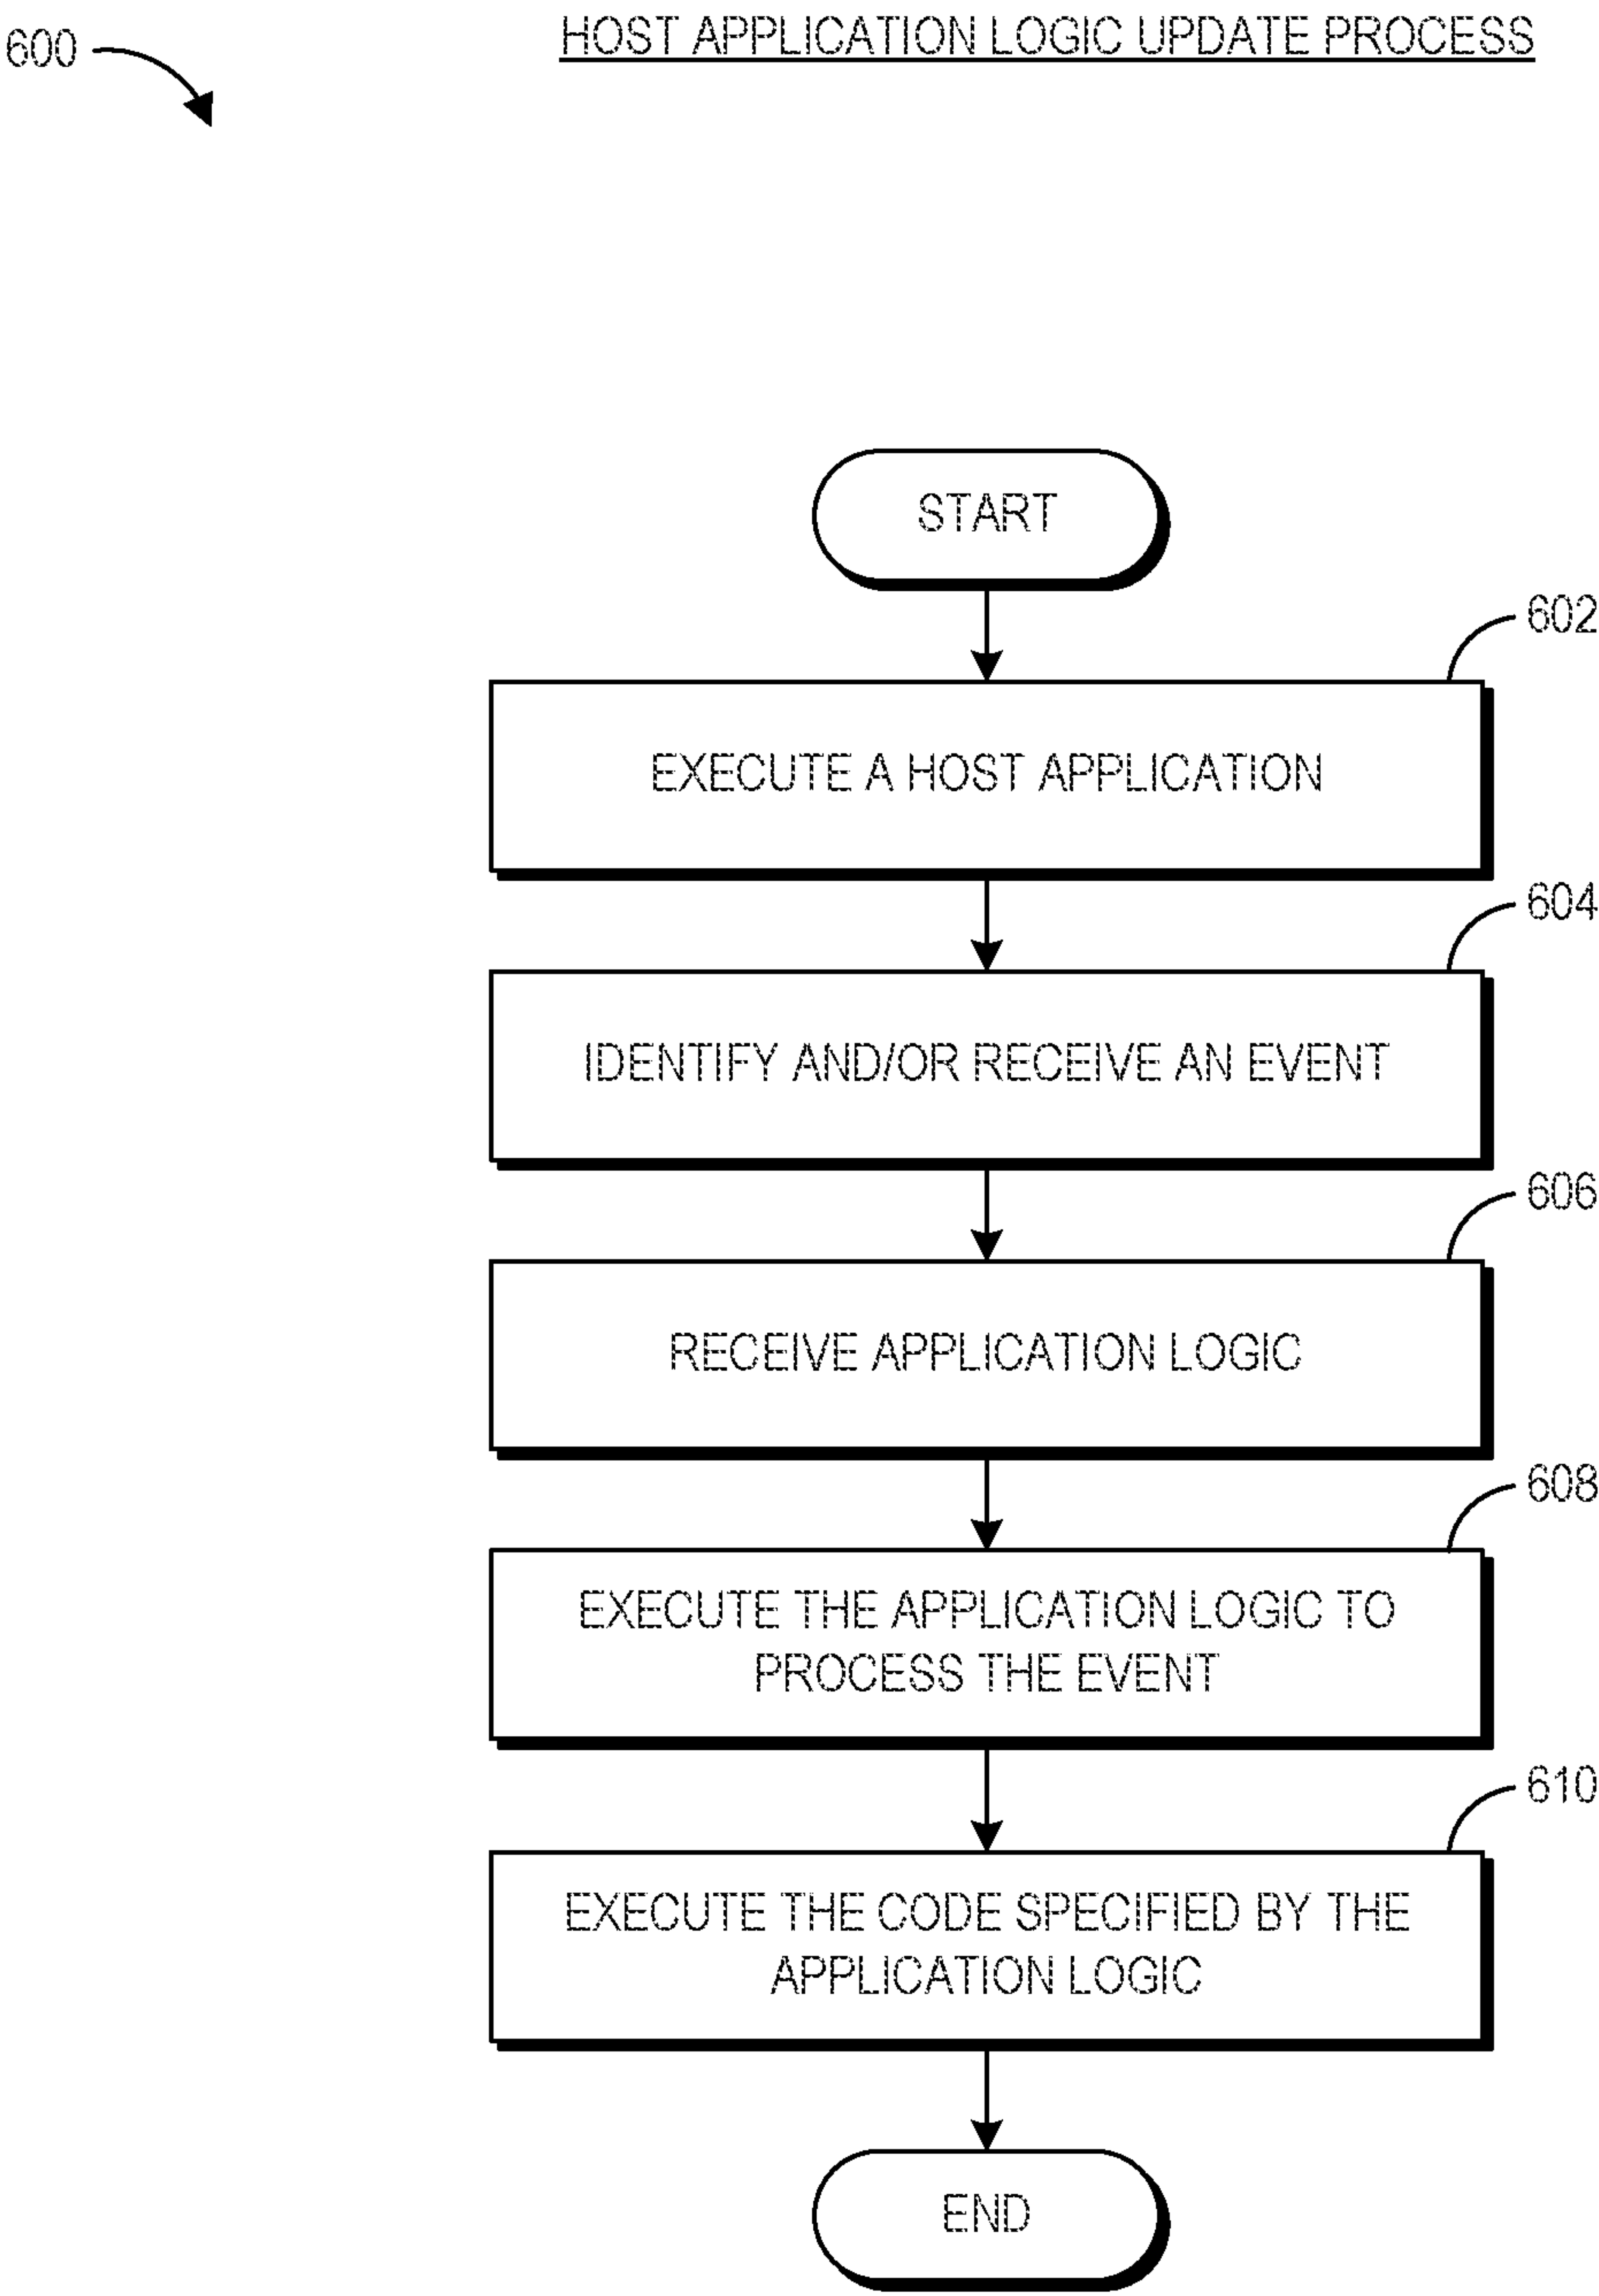 600
HOST APPLICATION LOGIC UPDATE PROCESS
START
602
EXECUTE A HOST APPLICATION
604
IDENTIFY AND/OR RECEIVE AN EVENT
606
RECEIVE APPLICATION LOGIC
608
EXECUTE THE APPLICATION LOGIC TO
PROCESS THE EVENT
610
EXECUTE THE CODE SPECIFIED BY THE
APPLICATION LOGIC
END